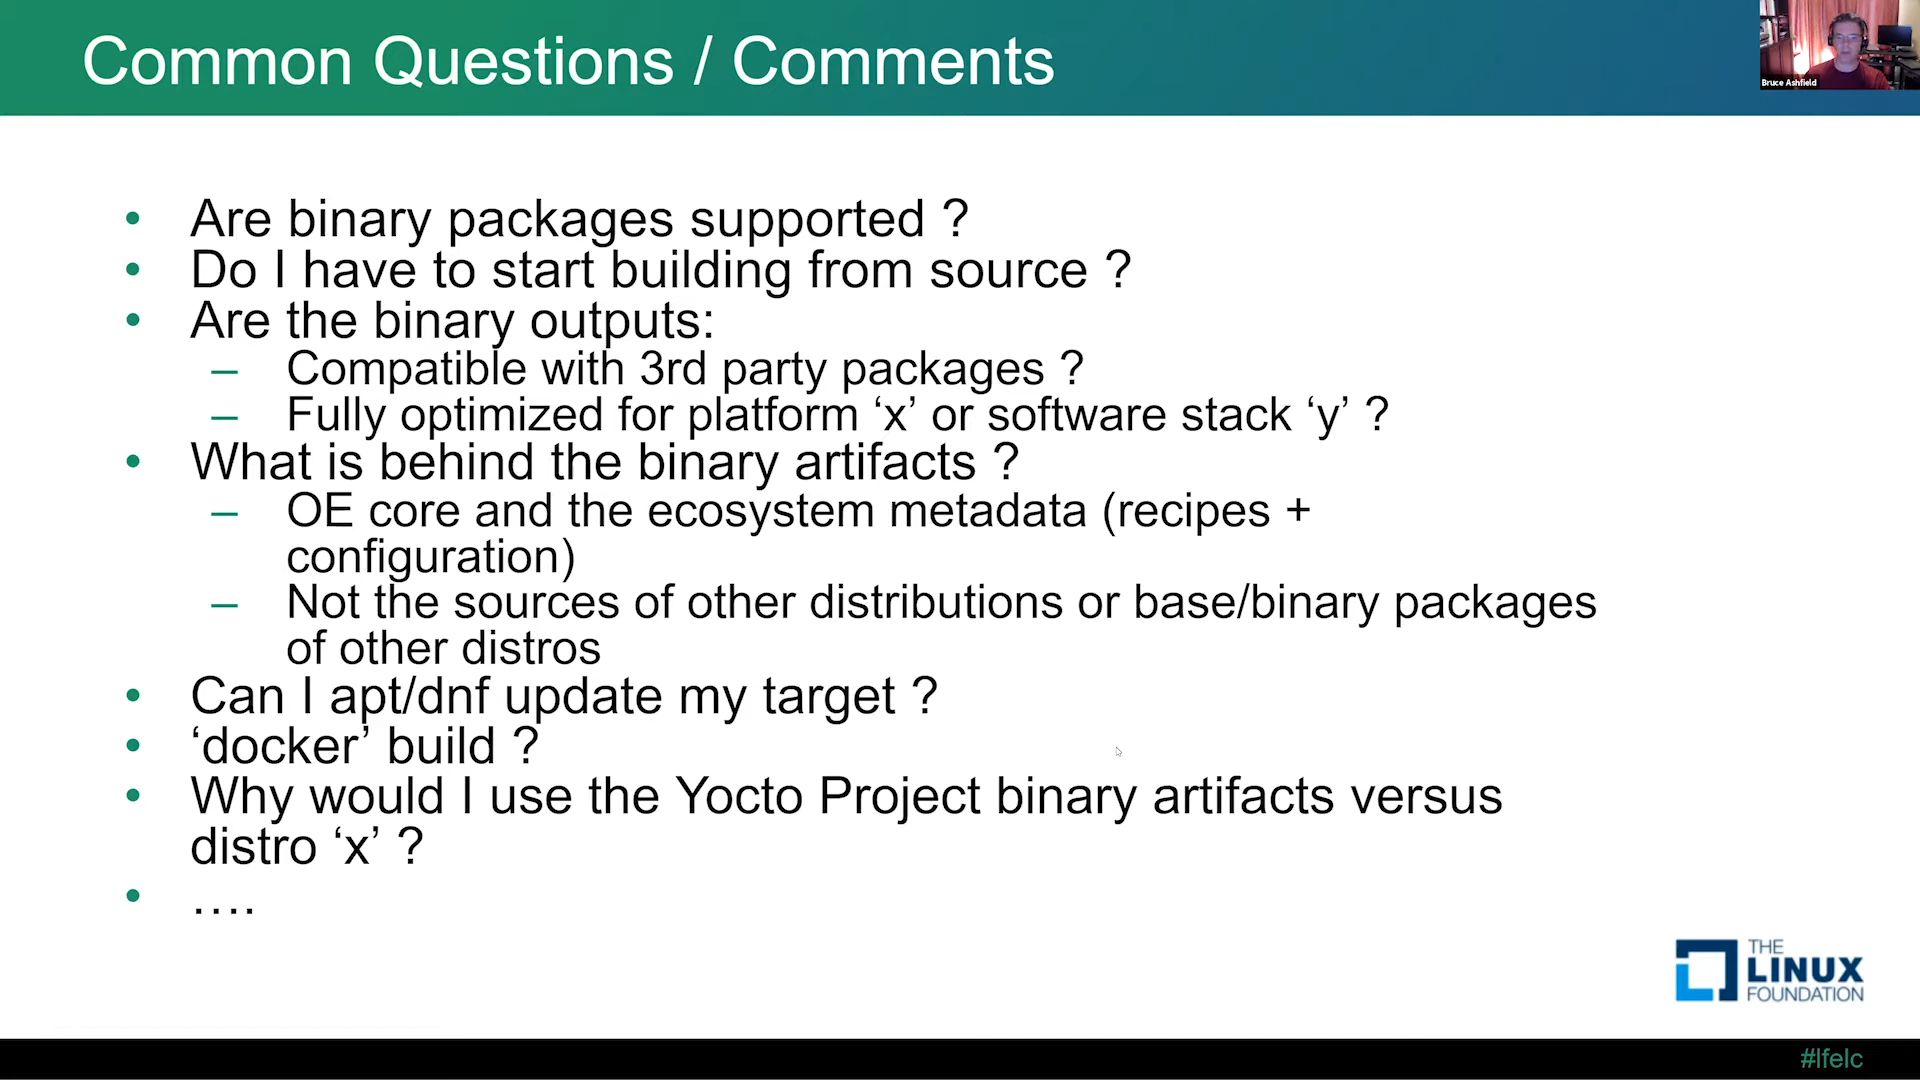 Common Questions / Comments
Bruce Ashfield
• Are binary packages supported ?
• Do I have to start building from source ?
• Are the binary outputs:
– Compatible with 3rd party packages ?
– Fully optimized for platform ‘x’ or software stack ‘y’ ?
• What is behind the binary artifacts ?
– OE core and the ecosystem metadata (recipes +
configuration)
– Not the sources of other distributions or base/binary packages
of other distros
• Can I apt/dnf update my target ?
• ‘docker’ build ?
• Why would I use the Yocto Project binary artifacts versus
distro ‘x’ ?
• ….
THE
LINUX
FOUNDATION
#lfelc